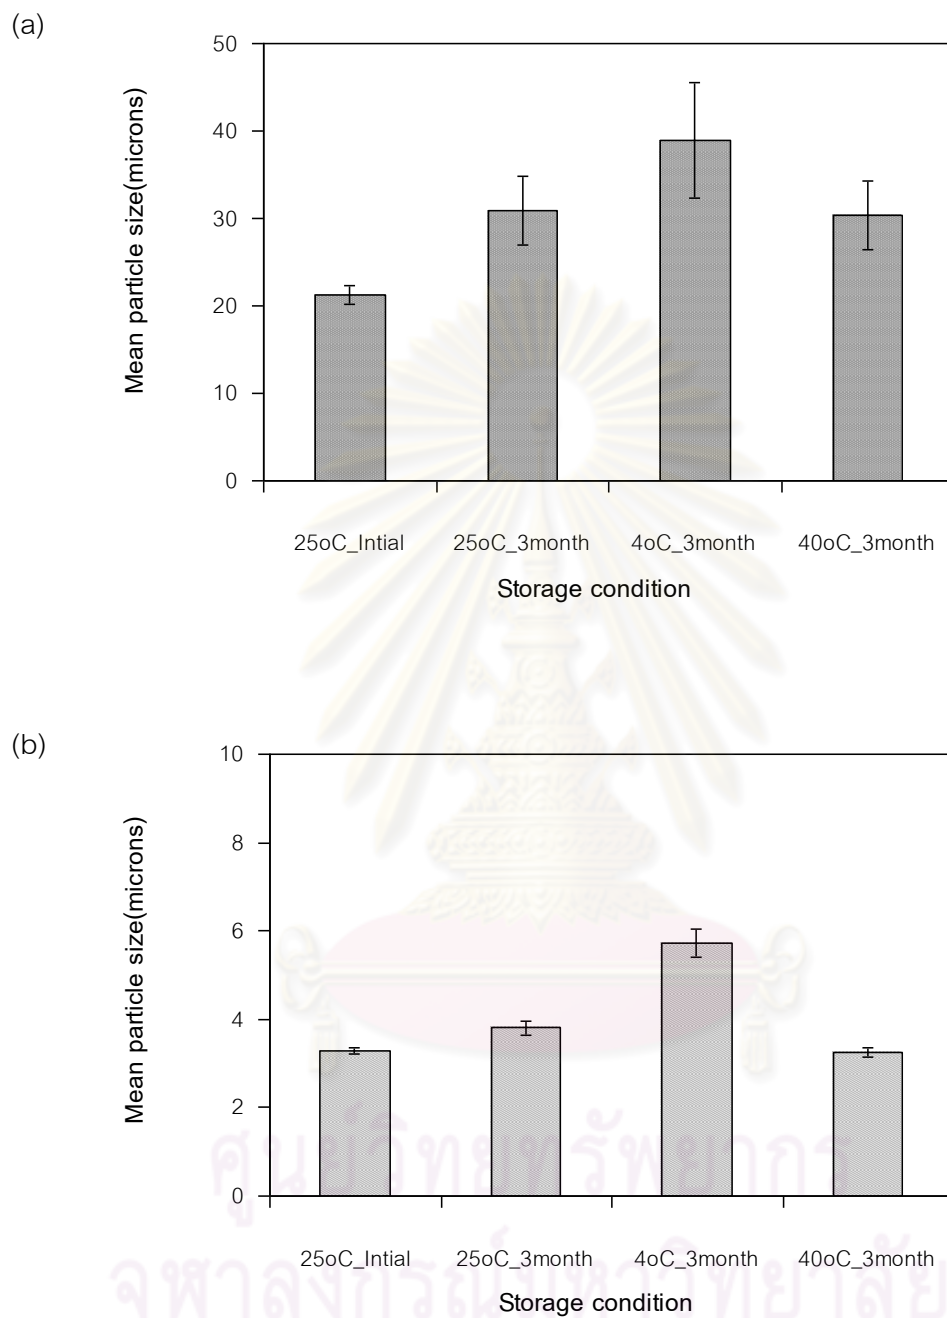 (a)
Mean particle size(microns)
50
40
30
20
10
0
25oC_Intial 25oC_3month 4oC_3month 40oC_3month
Storage condition
(b)
Mean particle size(microns)
10
8
6
4
2
0
ศูนย์วิทยทรัพยากร
25oC_Intial 25oC_3month 4oC_3month 40oC_3month
จุฬาลงกรณ์มหาวิทยาลัย
Storage condition